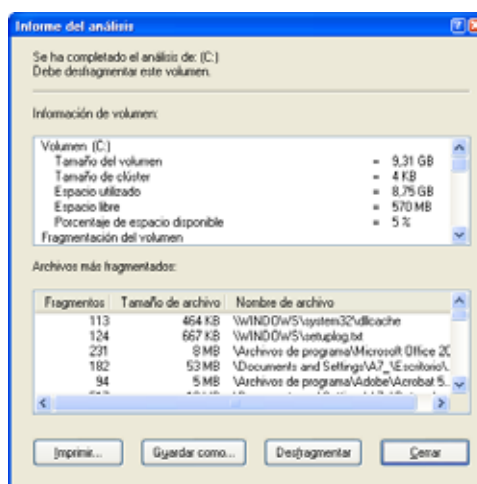 Informe del análisis
Se ha completado el análisis de: (C:)
Debe desfragmentar este volumen.
Información de volumen:
Volumen (C:)
Tamaño del volumen = 9,31 GB
Tamaño de clúster = 4 KB
Espacio utilizado = 8,75 GB
Espacio libre = 570 MB
Porcentaje de espacio disponible = 5 %
Fragmentación del volumen
Archivos más fragmentados:
Fragmentos Tamaño de archivo Nombre de archivo
113 464 KB \WINDOWS\system32\dllcache
124 667 KB \WINDOWS\setuplog.txt
231 8 MB \Archivos de programa\Microsoft Office 20
182 53 MB \Documents and Settings\A7_\Escritorio\
94 5 MB \Archivos de programa\Adobe\Acrobat 5...
Imprimir... Guardar como... Desfragmentar Cerrar